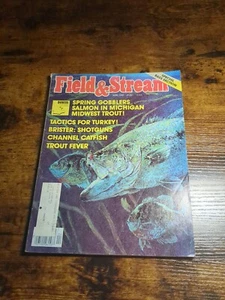 Field & Stream
SPRING GOBBLERS
SALMON IN MICHIGAN
MIDWEST TROUT!
TACTICS FOR TURKEY!
BRISTER: SHOTGUNS
CHANNEL CATFISH
TROUT FEVER